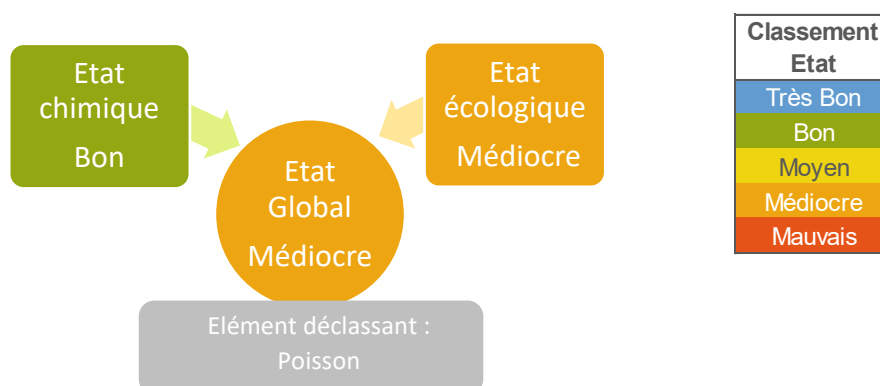 Etat
chimique
Bon
Etat
écologique
Médiocre
Etat
Global
Médiocre
Elément déclassant :
Poisson
Classement
Etat
Très Bon
Bon
Moyen
Médiocre
Mauvais